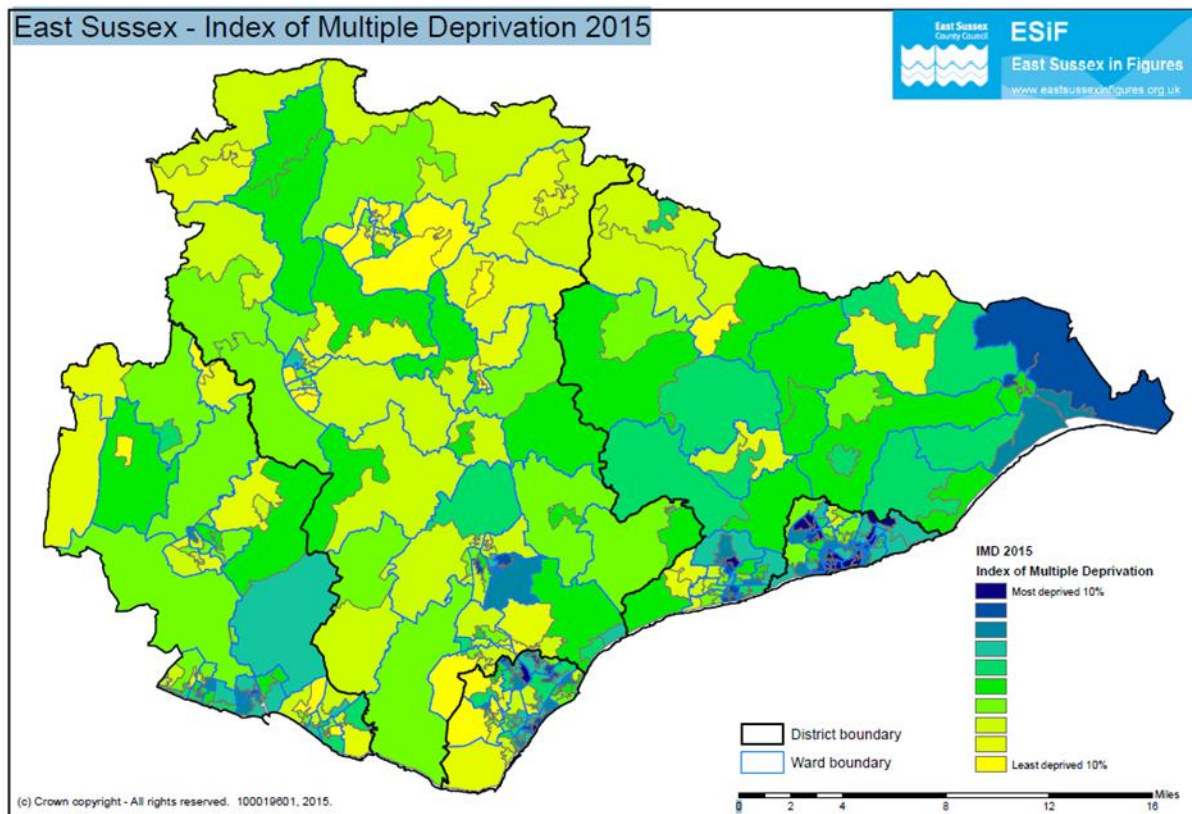 East Sussex - Index of Multiple Deprivation 2015
East Sussex
County Council
ESiF
East Sussex in Figures
www.eastsussexinfigures.org.uk
IMD 2015
Index of Multiple Deprivation
Most deprived 10%
Least deprived 10%
District boundary
Ward boundary
Miles
0 2 4 8 12 16
(c) Crown copyright - All rights reserved. 100019601, 2015.